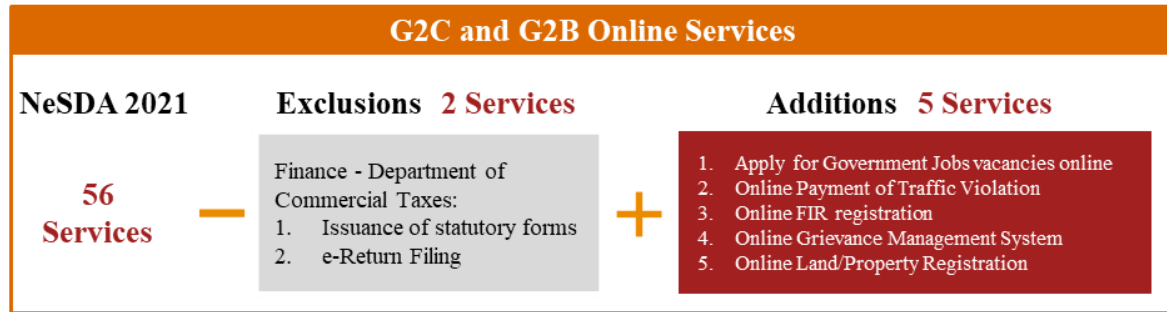 G2C and G2B Online Services
NeSDA 2021
56
Services
Exclusions 2 Services
Finance - Department of
Commercial Taxes:
1. Issuance of statutory forms
2. e-Return Filing
Additions 5 Services
1. Apply for Government Jobs vacancies online
2. Online Payment of Traffic Violation
3. Online FIR registration
4. Online Grievance Management System
5. Online Land/Property Registration